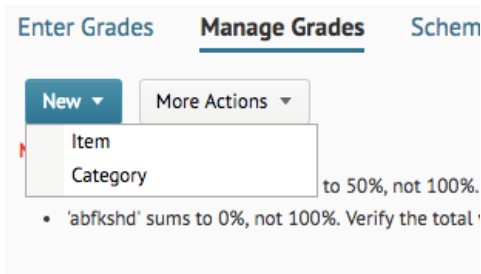 Enter Grades Manage Grades Schem
New More Actions
Item
Category
to 50%, not 100%.
• 'abfkshd' sums to 0%, not 100%. Verify the total